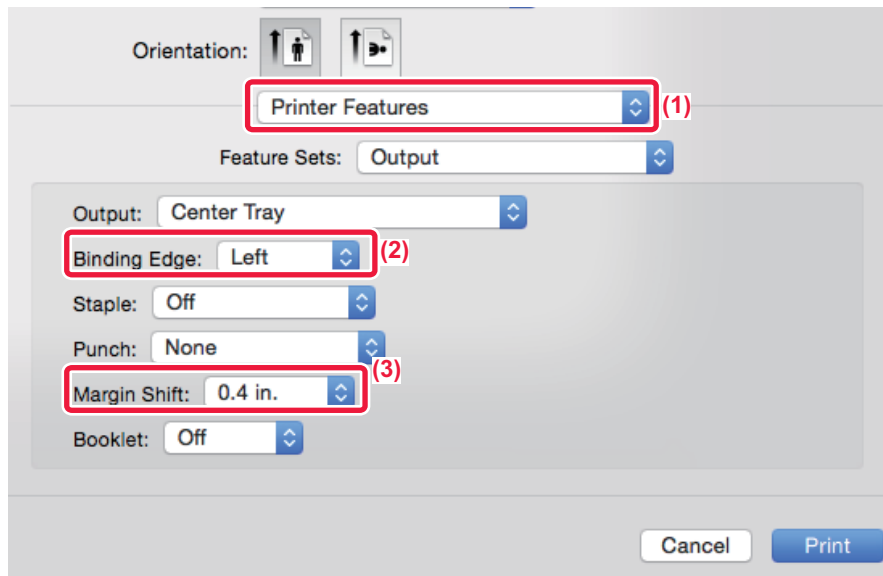 Orientation:
Printer Features (1)
Feature Sets: Output
Output: Center Tray
Binding Edge: Left (2)
Staple: Off
Punch: None
Margin Shift: 0.4 in. (3)
Booklet: Off
Cancel Print